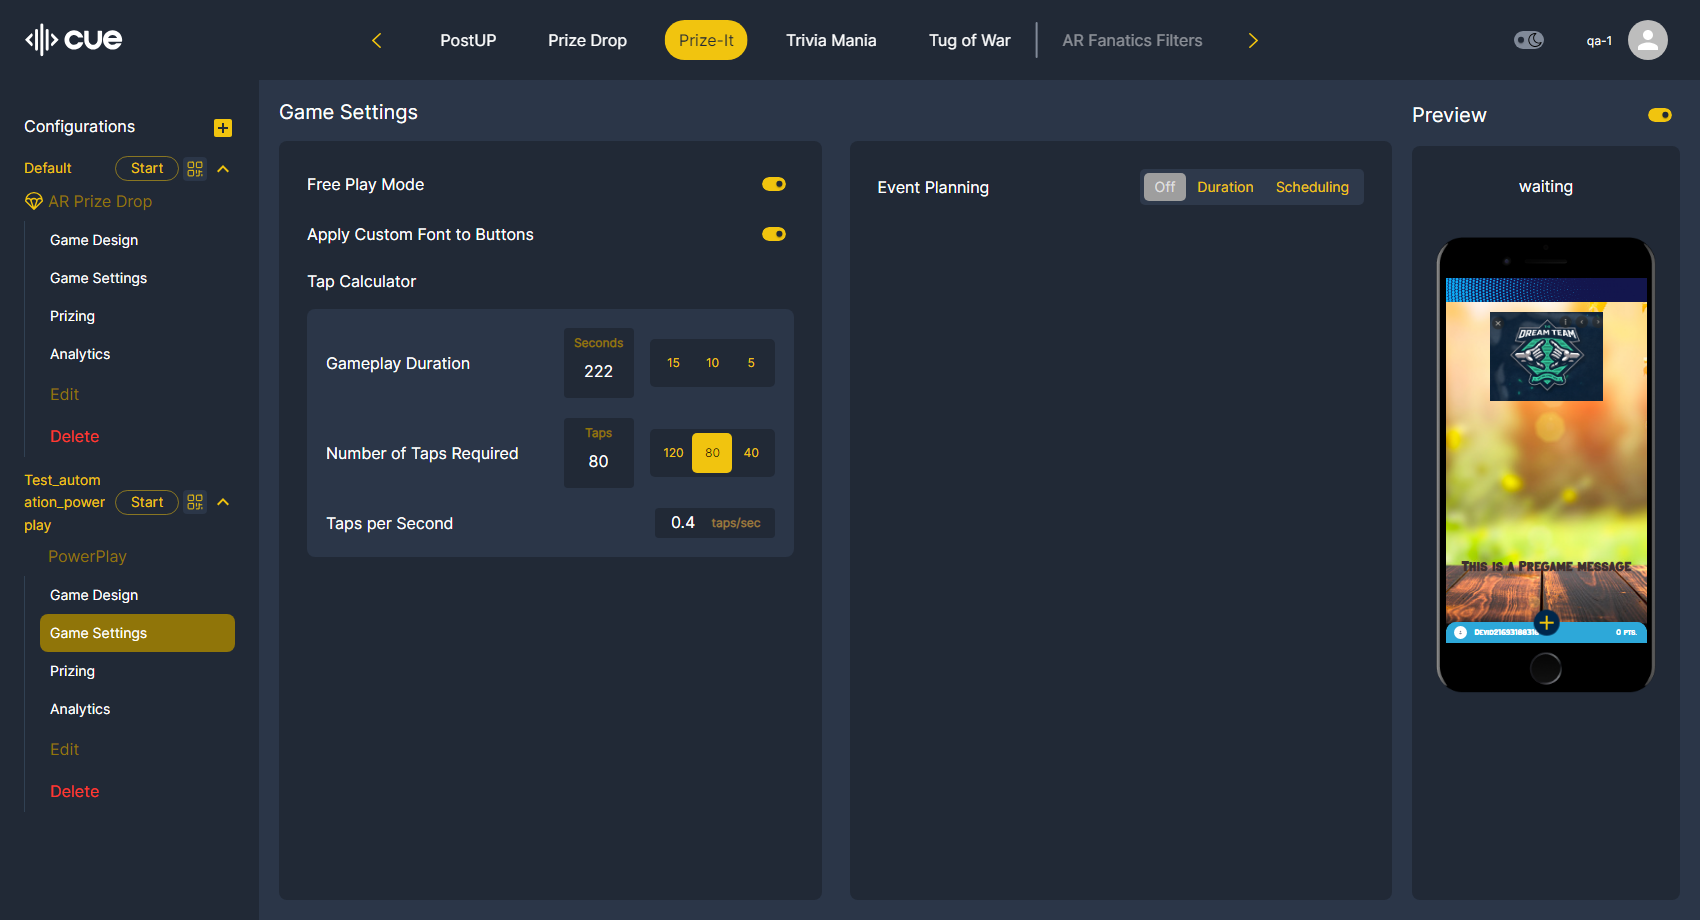 cue
PostUP
Prize Drop
Prize-It
Trivia Mania
Tug of War
AR Fanatics Filters
qa-1
Configurations
Default
Start
AR Prize Drop
Game Design
Game Settings
Prizing
Analytics
Edit
Delete
Test_autom
ation_power
play
Start
PowerPlay
Game Design
Game Settings
Prizing
Analytics
Edit
Delete
Game Settings
Free Play Mode
Apply Custom Font to Buttons
Tap Calculator
Gameplay Duration
Seconds
222
15 10 5
Number of Taps Required
Taps
80
120 80 40
Taps per Second
0.4 taps/sec
Event Planning
Off Duration Scheduling
Preview
waiting
DREAM TEAM
This is a Pregame message
0 pts.